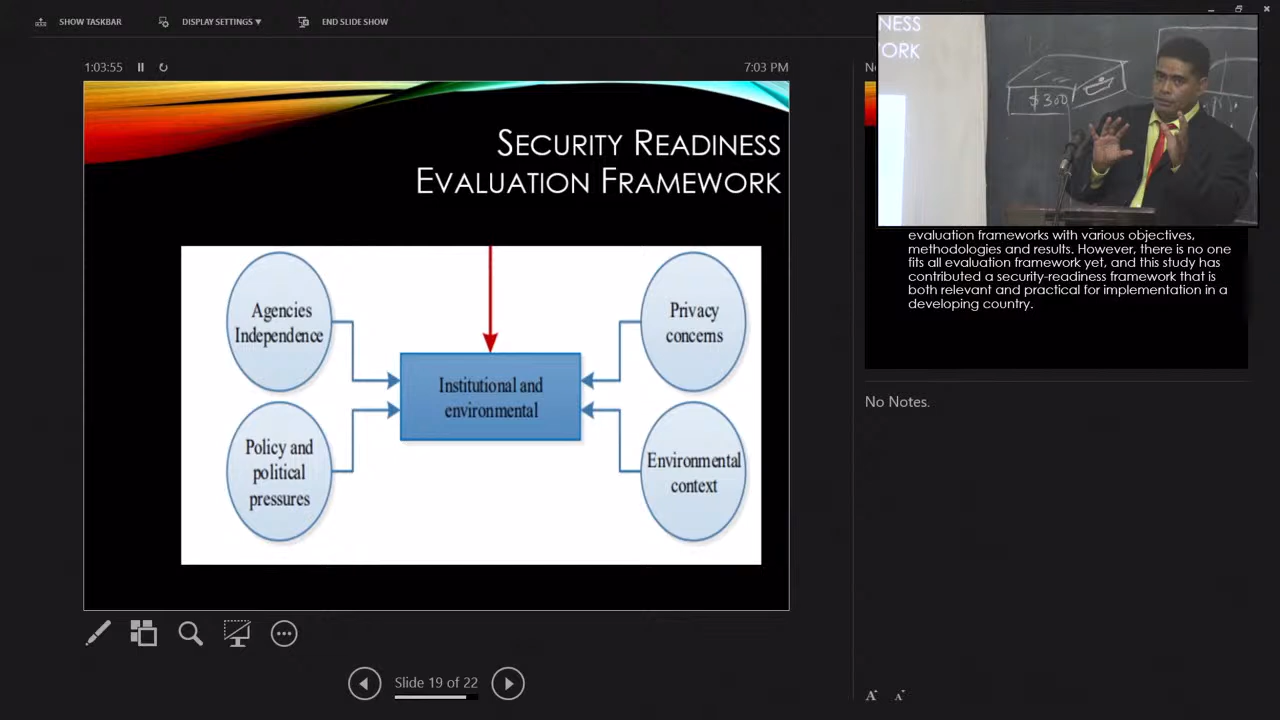 SHOW TASKBAR
DISPLAY SETTINGS ▼
END SLIDE SHOW
1:03:55
7:03 PM
SECURITY READINESS
EVALUATION FRAMEWORK
Agencies
Independence
Policy and
political
pressures
Institutional and
environmental
Privacy
concerns
Environmental
context
Slide 19 of 22
NESS
ORK
$300
evaluation frameworks with various objectives,
methodologies and results. However, there is no one
fits all evaluation framework yet, and this study has
contributed a security-readiness framework that is
both relevant and practical for implementation in a
developing country.
No Notes.
A
A